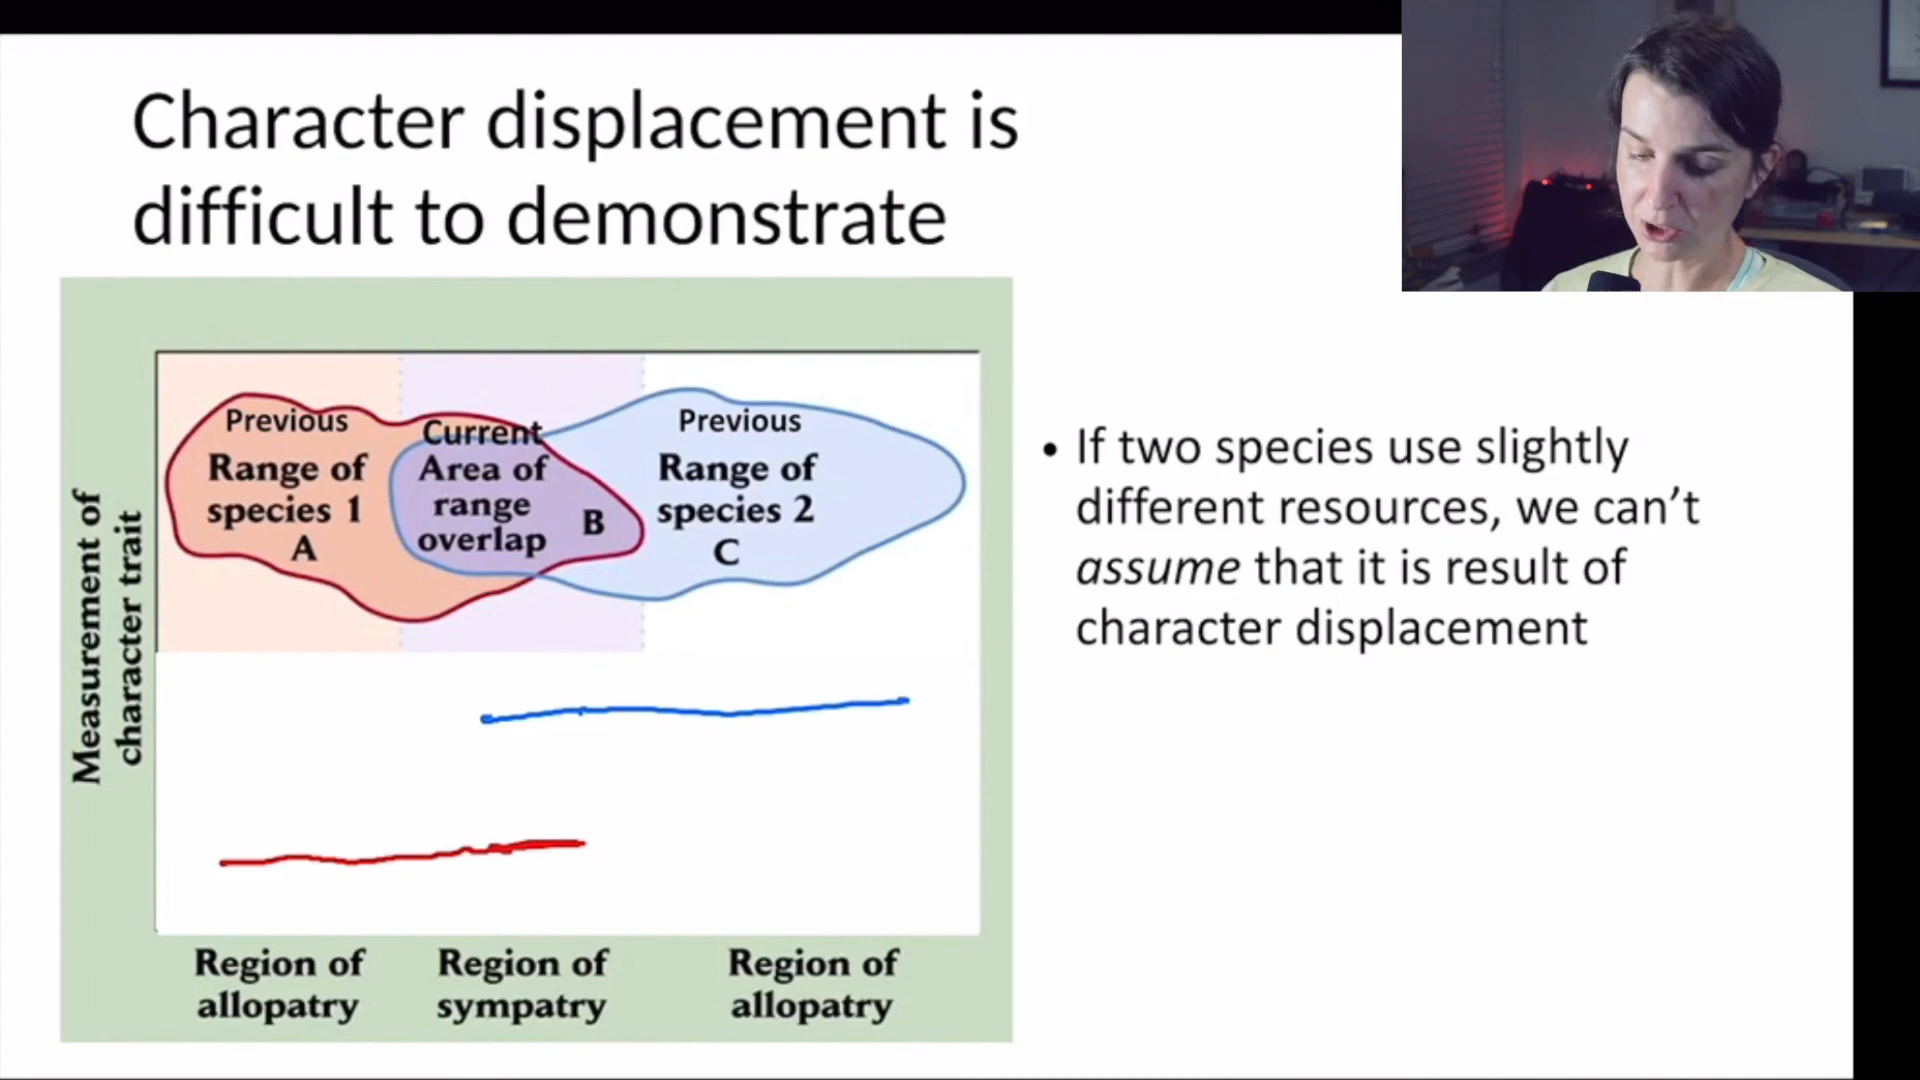 Character displacement is
difficult to demonstrate
Measurement of
character trait
Previous
Range of
species 1
A
Current
Area of
range
overlap
B
Previous
Range of
species 2
C
Region of
allopatry
Region of
sympatry
Region of
allopatry
• If two species use slightly
different resources, we can’t
assume that it is result of
character displacement